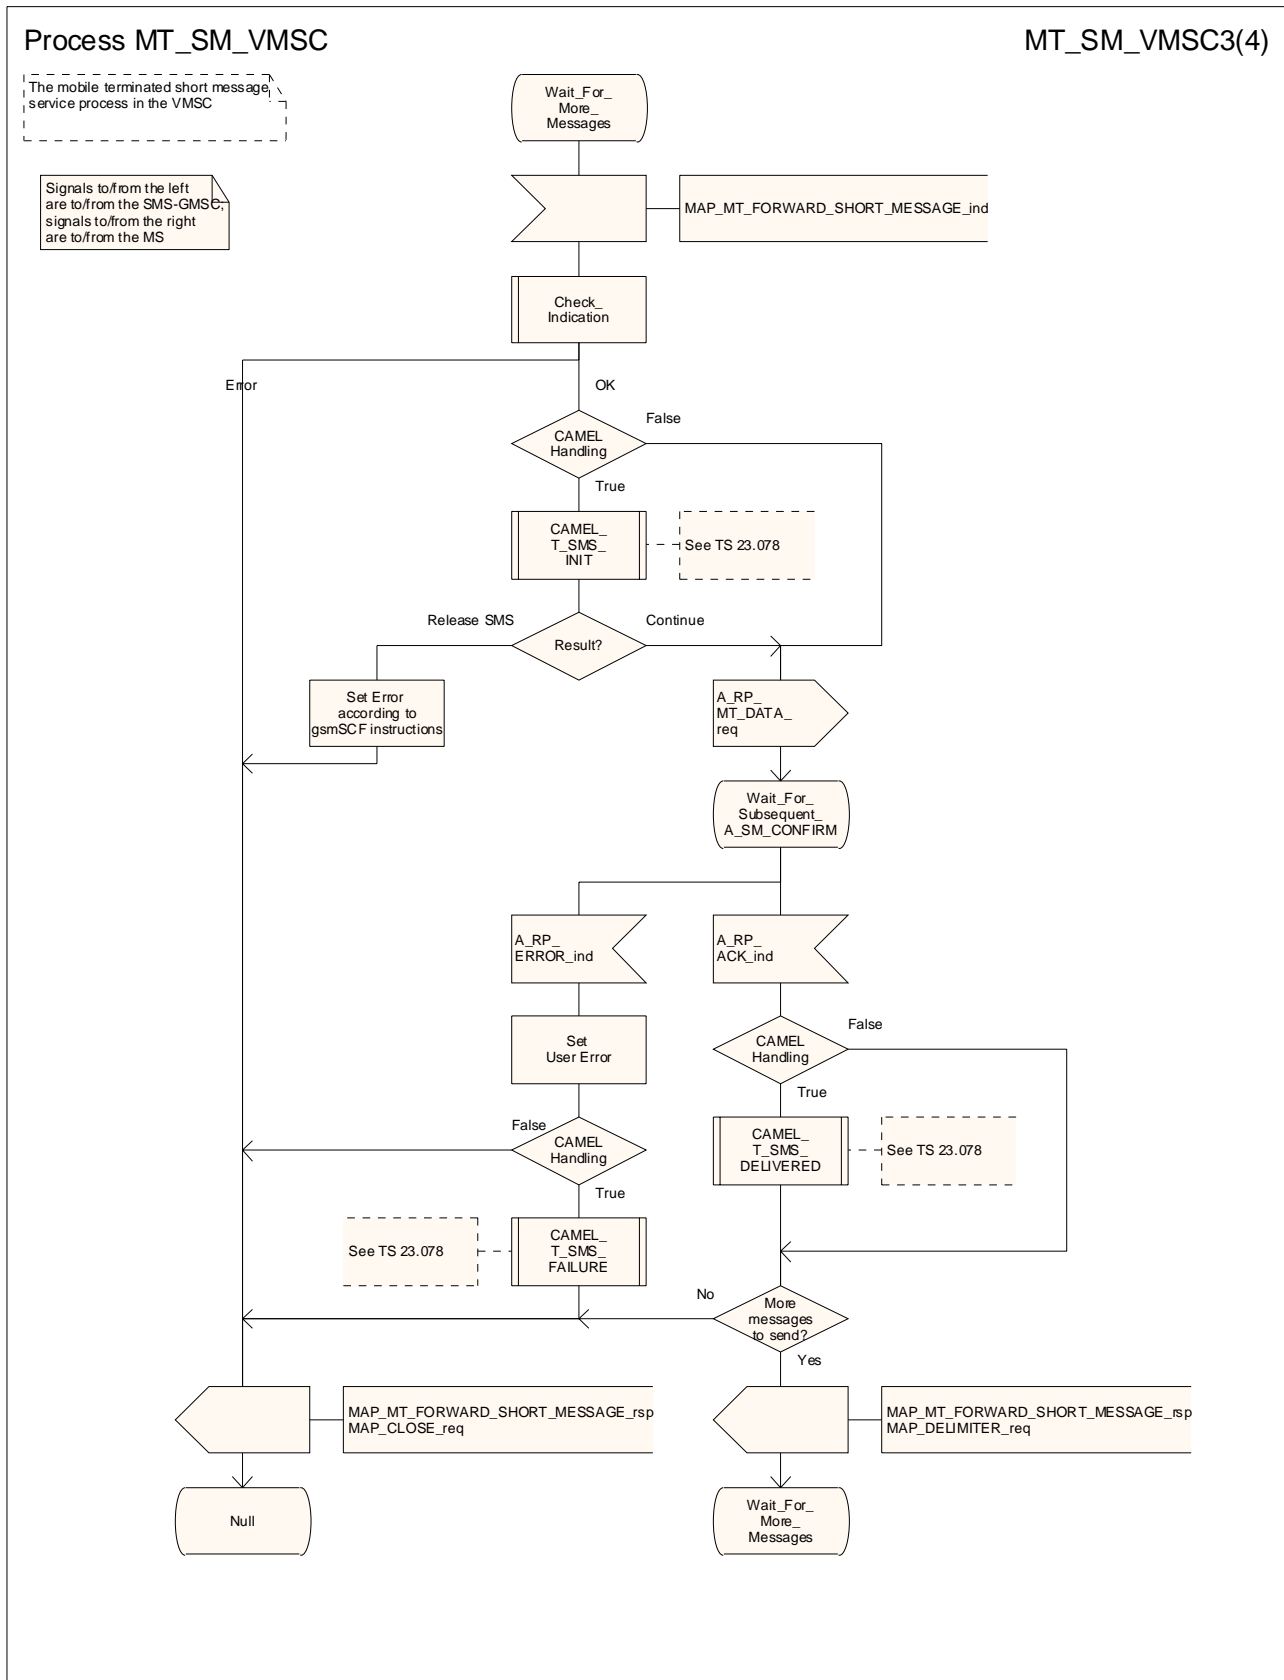 Process MT_SM_VMSC
MT_SM_VMSC3(4)
The mobile terminated short message
service process in the VMSC
Wait_For_
More_
Messages
Signals to/from the left
are to/from the SMS-GMSC;
signals to/from the right
are to/from the MS
MAP_MT_FORWARD_SHORT_MESSAGE_ind
Check_
Indication
Error
OK
CAMEL
Handling
False
True
CAMEL_
T_SMS_
INIT
See TS 23.078
Release SMS
Result?
Continue
Set Error
according to
gsmSCF instructions
A_RP_
MT_DATA_
req
Wait_For_
Subsequent_
A_SM_CONFIRM
A_RP_
ERROR_ind
A_RP_
ACK_ind
Set
User Error
CAMEL
Handling
False
True
False
CAMEL
Handling
True
CAMEL_
T_SMS_
DELIVERED
See TS 23.078
See TS 23.078
CAMEL_
T_SMS_
FAILURE
No
More
messages
to send?
Yes
MAP_MT_FORWARD_SHORT_MESSAGE_rsp
MAP_CLOSE_req
MAP_MT_FORWARD_SHORT_MESSAGE_rsp
MAP_DELIMITER_req
Null
Wait_For_
More_
Messages